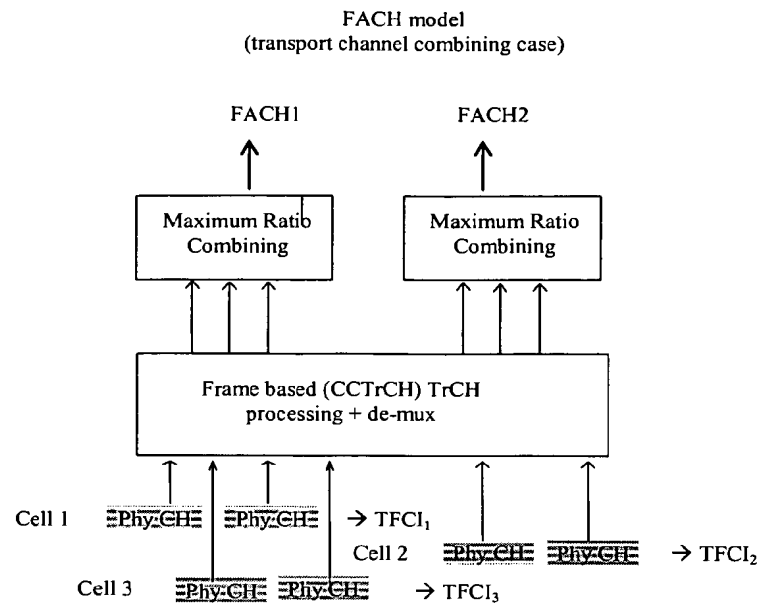 FACH model
(transport channel combining case)
FACH1 FACH2
Maximum Ratio
Combining
Maximum Ratio
Combining
Frame based (CCTrCH) TrCH
processing + de-mux
Cell 1 Phy CH Phy CH → TFCI₁
Cell 2 Phy CH Phy CH → TFCI₂
Cell 3 Phy CH Phy CH → TFCI₃